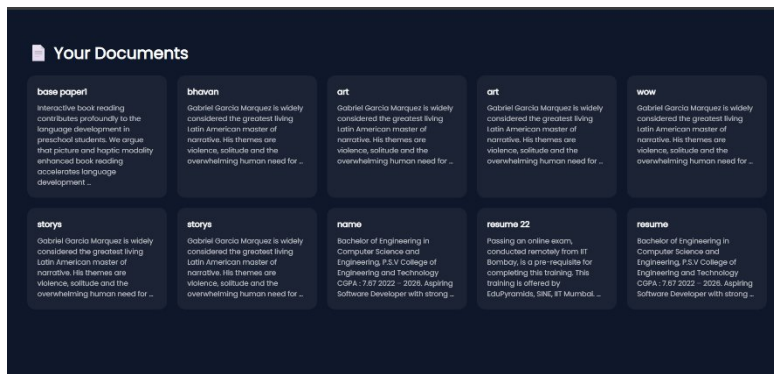 Your Documents
base paper1
Interactive book reading
contributes profoundly to the
language development in
preschool students. We argue
that picture and haptic modality
enhanced book reading
accelerates language
development ...
bhavan
Gabriel Garcia Marquez is widely
considered the greatest living
Latin American master of
narrative. His themes are
violence, solitude and the
overwhelming human need for ...
art
Gabriel Garcia Marquez is widely
considered the greatest living
Latin American master of
narrative. His themes are
violence, solitude and the
overwhelming human need for ...
art
Gabriel Garcia Marquez is widely
considered the greatest living
Latin American master of
narrative. His themes are
violence, solitude and the
overwhelming human need for ...
wow
Gabriel Garcia Marquez is widely
considered the greatest living
Latin American master of
narrative. His themes are
violence, solitude and the
overwhelming human need for ...
storys
Gabriel Garcia Marquez is widely
considered the greatest living
Latin American master of
narrative. His themes are
violence, solitude and the
overwhelming human need for ...
storys
Gabriel Garcia Marquez is widely
considered the greatest living
Latin American master of
narrative. His themes are
violence, solitude and the
overwhelming human need for ...
name
Bachelor of Engineering in
Computer Science and
Engineering, P.S.V College of
Engineering and Technology
CGPA : 7.67 2022 – 2026. Aspiring
Software Developer with strong ...
resume 22
Passing an online exam,
conducted remotely from IIT
Bombay, is a pre-requisite for
completing this training. This
training is offered by
EduPyramids, SINE, IIT Mumbai. ...
resume
Bachelor of Engineering in
Computer Science and
Engineering, P.S.V College of
Engineering and Technology
CGPA : 7.67 2022 – 2026. Aspiring
Software Developer with strong ...